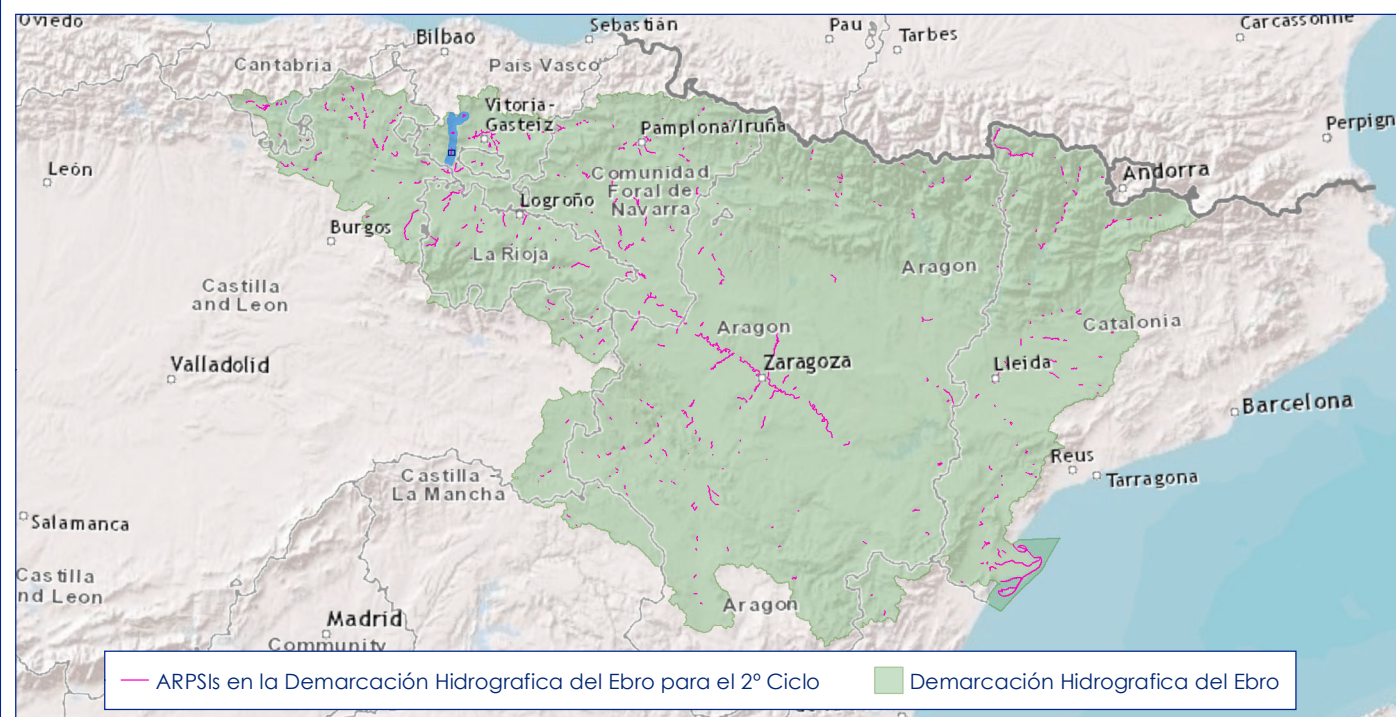 Oviedo
Sebastián
Pau
Carcassonne
Bilbao
Tarbes
Cantabria
País Vasco
Vitoria-
Gasteiz
Pamplona/Iruña
Perpign
León
Comunidad
Foral de
Navarra
Andorra
Logroño
Burgos
La Rioja
Aragon
Castilla
and Leon
Aragon
Catalonia
Valladolid
Zaragoza
Lleida
Barcelona
Reus
Castilla
La Mancha
Tarragona
Salamanca
Castilla
nd Leon
Aragon
Madrid
Community
ARPSIs en la Demarcación Hidrografica del Ebro para el 2º Ciclo
Demarcación Hidrografica del Ebro